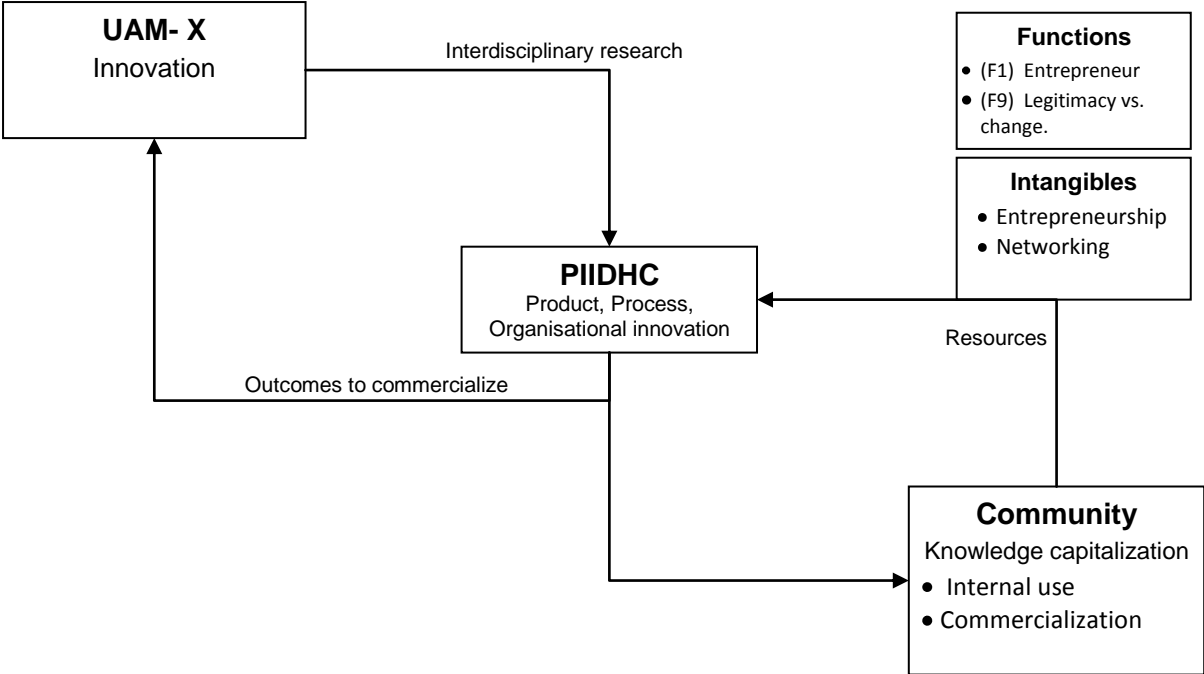 UAM- X
Innovation
Interdisciplinary research
Functions
• (F1) Entrepreneur
• (F9) Legitimacy vs.
change.
Intangibles
• Entrepreneurship
• Networking
PIIDHC
Product, Process,
Organisational innovation
Resources
Outcomes to commercialize
Community
Knowledge capitalization
• Internal use
• Commercialization